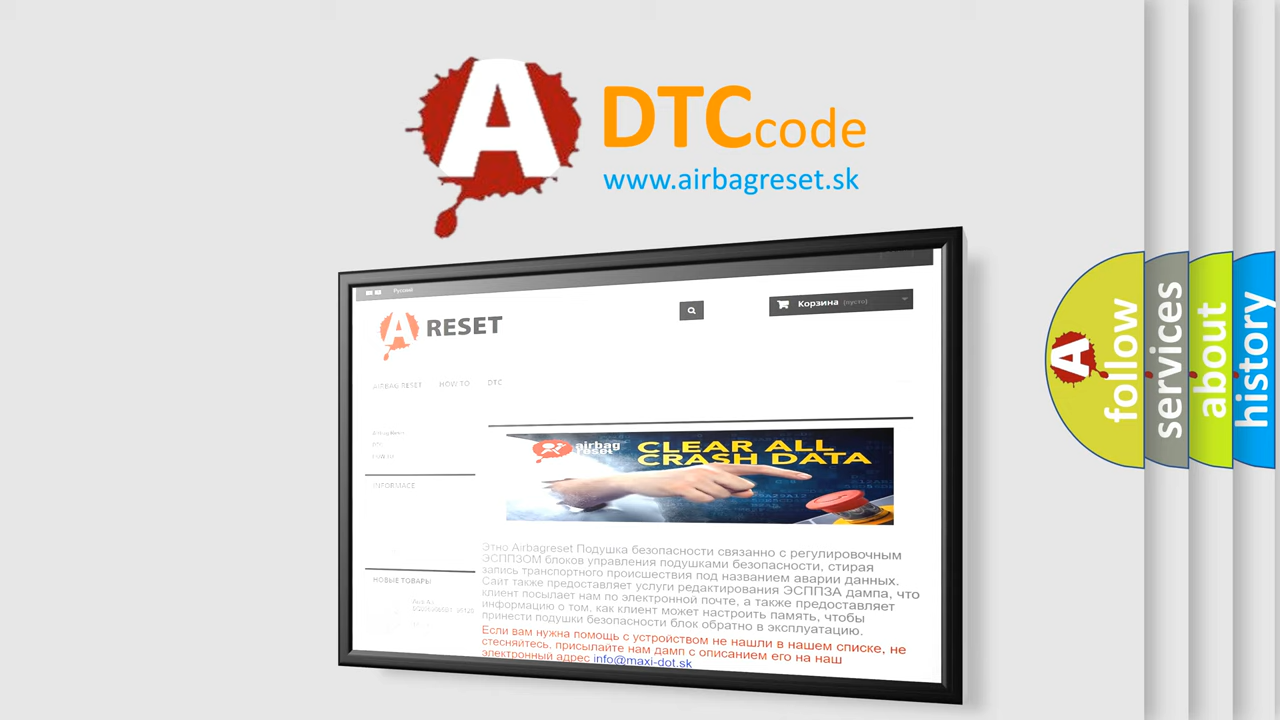 A
DTC code
www.airbagreset.sk
Русский
Корзина (пусто)
A RESET
AIRBAG RESET HOW TO DTC
INFORMACE
airbag
reset
CLEAR ALL
CRASH DATA
Этно Airbagreset Подушка безопасности связанно с регулировочным
ЭСППЗОМ блоков управления подушками безопасности, стирая
запись транспортного происшествия под названием аварии данных.
Сайт также предоставляет услуги редактирования ЭСППЗА дампа, что
клиент посылает нам по электронной почте, а также предоставляет
информацию о том, как клиент может настроить память, чтобы
принести подушки безопасности блок обратно в эксплуатацию.
Если вам нужна помощь с устройством не нашли в нашем списке, не
стесняйтесь, присылайте нам дамп с описанием его на наш
электронный адрес info@maxi-dot.sk
НОВЫЕ ТОВАРЫ
A
follow
services
about
history